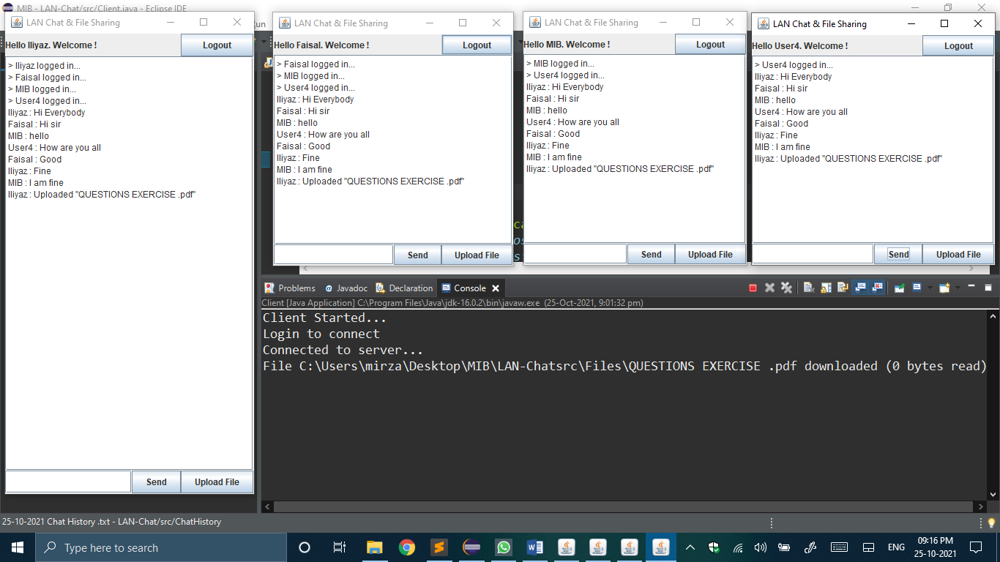 MIB - LAN-Chat/src/Client.java - Eclipse IDE
LAN Chat & File Sharing
Hello Iliyaz. Welcome !
Logout
> Iliyaz logged in...
> Faisal logged in...
> MIB logged in...
> User4 logged in...
Iliyaz : Hi Everybody
Faisal : Hi sir
MIB : hello
User4 : How are you all
Faisal : Good
Iliyaz : Fine
MIB : I am fine
Iliyaz : Uploaded "QUESTIONS EXERCISE .pdf"
Send
Upload File
LAN Chat & File Sharing
Hello Faisal. Welcome !
Logout
> Faisal logged in...
> MIB logged in...
> User4 logged in...
Iliyaz : Hi Everybody
Faisal : Hi sir
MIB : hello
User4 : How are you all
Faisal : Good
Iliyaz : Fine
MIB : I am fine
Iliyaz : Uploaded "QUESTIONS EXERCISE .pdf"
Send
Upload File
LAN Chat & File Sharing
Hello MIB. Welcome !
Logout
> MIB logged in...
> User4 logged in...
Iliyaz : Hi Everybody
Faisal : Hi sir
MIB : hello
User4 : How are you all
Faisal : Good
Iliyaz : Fine
MIB : I am fine
Iliyaz : Uploaded "QUESTIONS EXERCISE .pdf"
Send
Upload File
LAN Chat & File Sharing
Hello User4. Welcome !
Logout
> User4 logged in...
Iliyaz : Hi Everybody
Faisal : Hi sir
MIB : hello
User4 : How are you all
Faisal : Good
Iliyaz : Fine
MIB : I am fine
Iliyaz : Uploaded "QUESTIONS EXERCISE .pdf"
Send
Upload File
Problems @ Javadoc Declaration Console
Client [Java Application] C:\Program Files\Java\jdk-16.0.2\bin\javaw.exe (25-Oct-2021, 9:01:32 pm)
Client Started...
Login to connect
Connected to server...
File C:\Users\mirza\Desktop\MIB\LAN-Chatsrc\Files\QUESTIONS EXERCISE .pdf downloaded (0 bytes read)
25-10-2021 Chat History .txt - LAN-Chat/src/ChatHistory
Type here to search
ENG
09:16 PM
25-10-2021